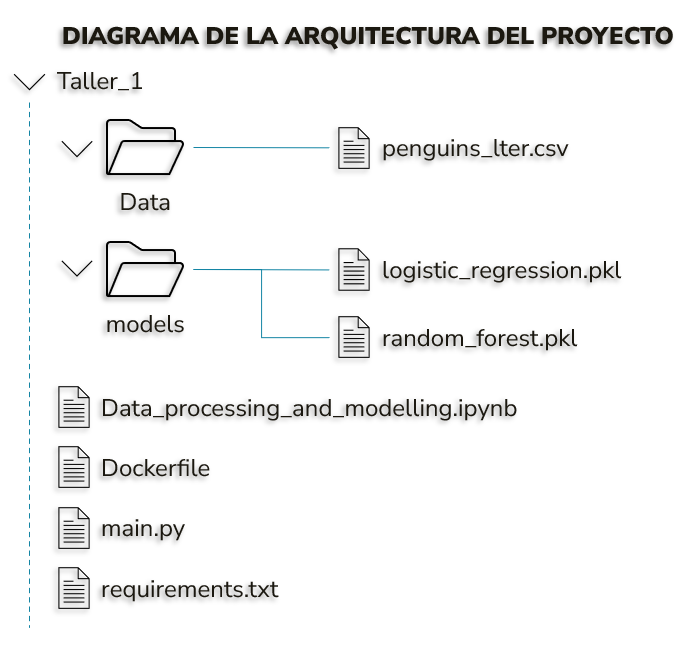 DIAGRAMA DE LA ARQUITECTURA DEL PROYECTO
Taller_1
penguins_lter.csv
Data
logistic_regression.pkl
models
random_forest.pkl
Data_processing_and_modelling.ipynb
Dockerfile
main.py
requirements.txt